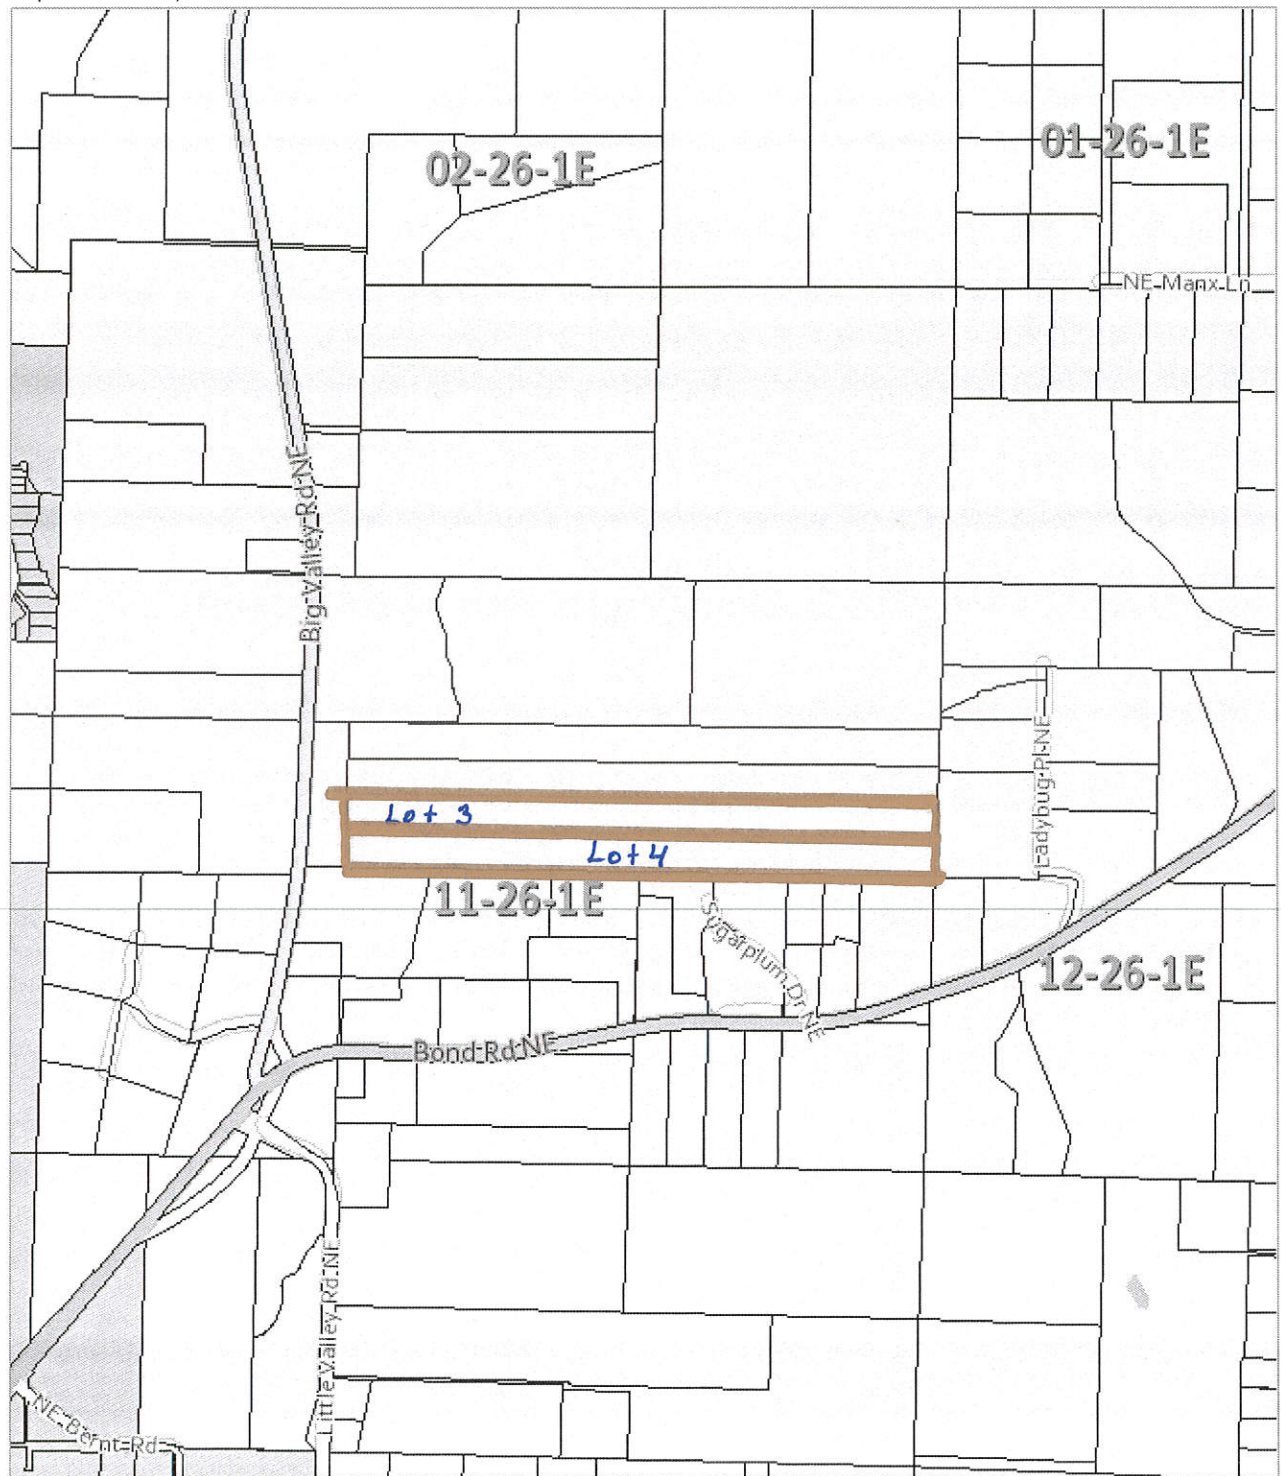 02-26-1E
01-26-1E
NE Manx Ln
Big Valley Rd NE
Ladybug Pl NE
Lot 3
Lot 4
11-26-1E
Sugarplum Dr NE
12-26-1E
Bond Rd NE
Little Valley Rd NE
NE Bernt Rd